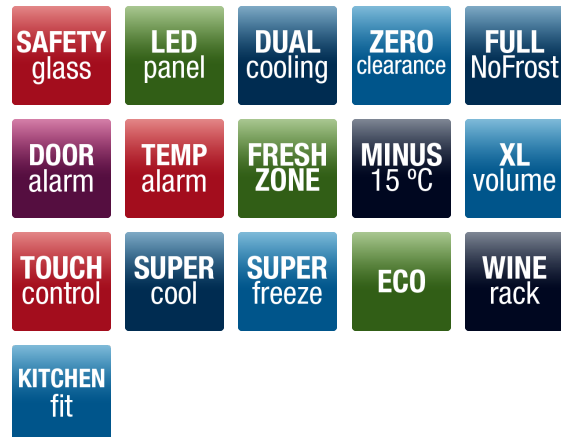 SAFETY
glass
LED
panel
DUAL
cooling
ZERO
clearance
FULL
NoFrost
DOOR
alarm
TEMP
alarm
FRESH
ZONE
MINUS
15 ºC
XL
volume
TOUCH
control
SUPER
cool
SUPER
freeze
ECO
WINE
rack
KITCHEN
fit